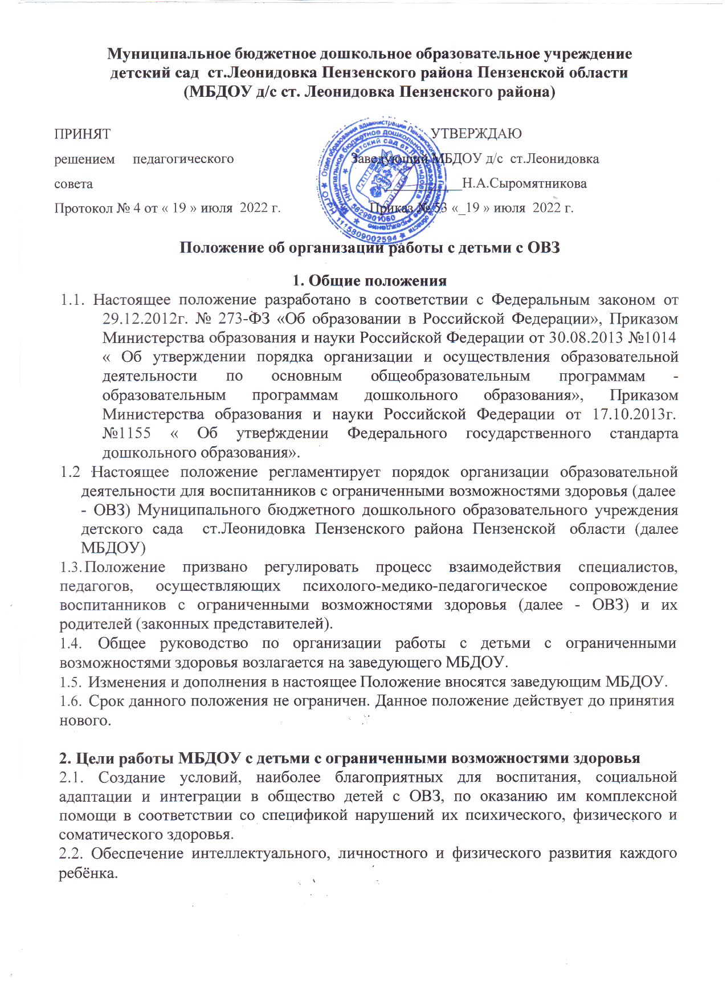 Муниципальное бюджетное дошкольное образовательное учреждение
детский сад ст.Леонидовка Пензенского района Пензенской области
(МБДОУ д/с ст. Леонидовка Пензенского района)
ПРИНЯТ УТВЕРЖДАЮ
решением педагогического Заведующий МБДОУ д/с ст.Леонидовка
совета __________Н.А.Сыромятникова
Протокол № 4 от « 19 » июля 2022 г. Приказ № 53 «_19 » июля 2022 г.
Отдел образования администрации Пензенского района Пензенской области
ОГРН 1115809002594
Муниципальное бюджетное дошкольное образовательное учреждение
детский сад ст. Леонидовка
ИНН 5829901060
Положение об организации работы с детьми с ОВЗ
1. Общие положения
1.1. Настоящее положение разработано в соответствии с Федеральным законом от
29.12.2012г. № 273-ФЗ «Об образовании в Российской Федерации», Приказом
Министерства образования и науки Российской Федерации от 30.08.2013 №1014
« Об утверждении порядка организации и осуществления образовательной
деятельности по основным общеобразовательным программам -
образовательным программам дошкольного образования», Приказом
Министерства образования и науки Российской Федерации от 17.10.2013г.
№1155 « Об утверждении Федерального государственного стандарта
дошкольного образования».
1.2 Настоящее положение регламентирует порядок организации образовательной
деятельности для воспитанников с ограниченными возможностями здоровья (далее
- ОВЗ) Муниципального бюджетного дошкольного образовательного учреждения
детского сада ст.Леонидовка Пензенского района Пензенской области (далее
МБДОУ)
1.3.Положение призвано регулировать процесс взаимодействия специалистов,
педагогов, осуществляющих психолого-медико-педагогическое сопровождение
воспитанников с ограниченными возможностями здоровья (далее - ОВЗ) и их
родителей (законных представителей).
1.4. Общее руководство по организации работы с детьми с ограниченными
возможностями здоровья возлагается на заведующего МБДОУ.
1.5. Изменения и дополнения в настоящее Положение вносятся заведующим МБДОУ.
1.6. Срок данного положения не ограничен. Данное положение действует до принятия
нового.
2. Цели работы МБДОУ с детьми с ограниченными возможностями здоровья
2.1. Создание условий, наиболее благоприятных для воспитания, социальной
адаптации и интеграции в общество детей с ОВЗ, по оказанию им комплексной
помощи в соответствии со спецификой нарушений их психического, физического и
соматического здоровья.
2.2. Обеспечение интеллектуального, личностного и физического развития каждого
ребёнка.